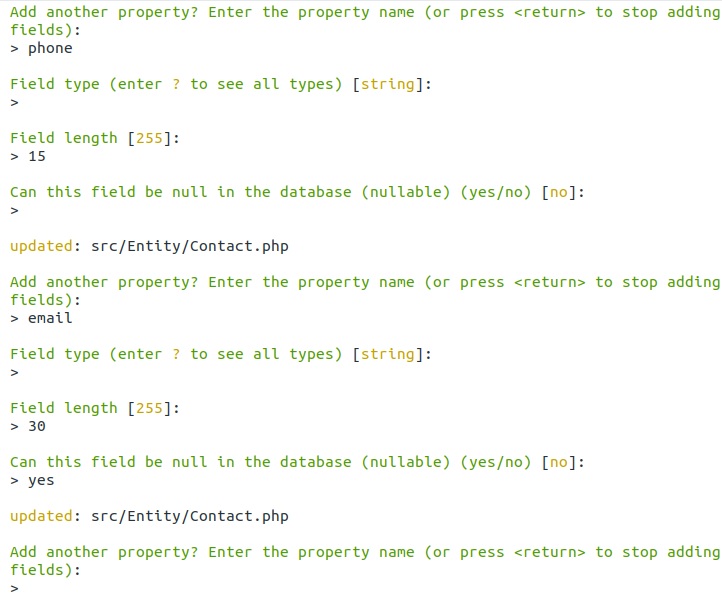 Add another property? Enter the property name (or press <return> to stop adding
fields):
> phone
Field type (enter ? to see all types) [string]:
>
Field length [255]:
> 15
Can this field be null in the database (nullable) (yes/no) [no]:
>
updated: src/Entity/Contact.php
Add another property? Enter the property name (or press <return> to stop adding
fields):
> email
Field type (enter ? to see all types) [string]:
>
Field length [255]:
> 30
Can this field be null in the database (nullable) (yes/no) [no]:
> yes
updated: src/Entity/Contact.php
Add another property? Enter the property name (or press <return> to stop adding
fields):
>